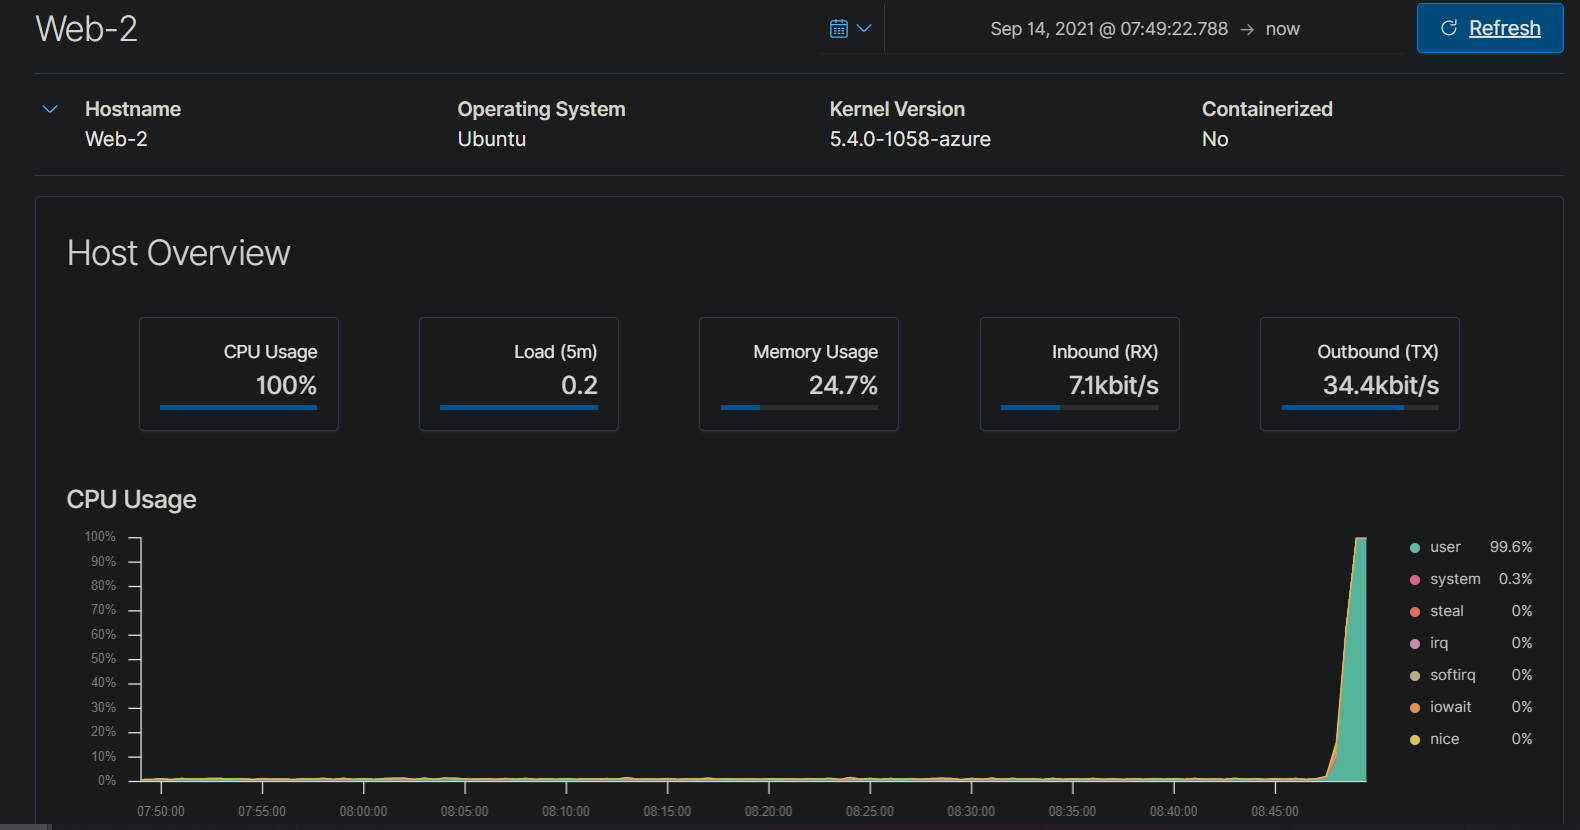 Web-2
Sep 14, 2021 @ 07:49:22.788 → now
Refresh
Hostname Operating System Kernel Version Containerized
Web-2 Ubuntu 5.4.0-1058-azure No
Host Overview
CPU Usage Load (5m) Memory Usage Inbound (RX) Outbound (TX)
100% 0.2 24.7% 7.1kbit/s 34.4kbit/s
CPU Usage
100%
90%
80%
70%
60%
50%
40%
30%
20%
10%
0%
user 99.6%
system 0.3%
steal 0%
irq 0%
softirq 0%
iowait 0%
nice 0%
07:50:00 07:55:00 08:00:00 08:05:00 08:10:00 08:15:00 08:20:00 08:25:00 08:30:00 08:35:00 08:40:00 08:45:00